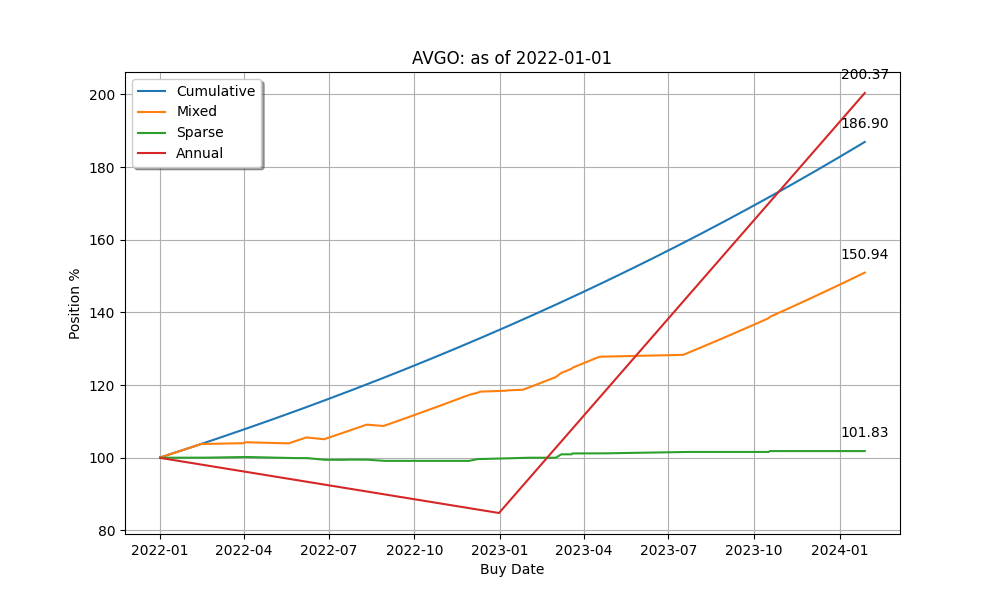 AVGO: as of 2022-01-01
Cumulative
Mixed
Sparse
Annual
200.37
186.90
150.94
101.83
Position %
200
180
160
140
120
100
80
2022-01 2022-04 2022-07 2022-10 2023-01 2023-04 2023-07 2023-10 2024-01
Buy Date